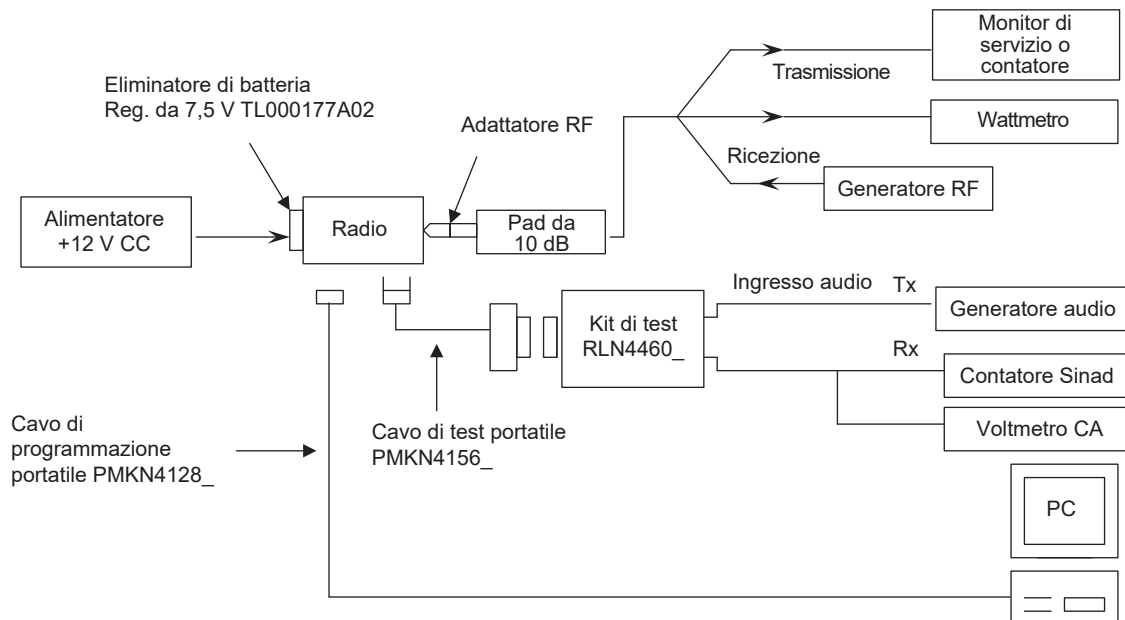 Monitor di
servizio o
contatore
Trasmissione
Eliminatore di batteria
Reg. da 7,5 V TL000177A02
Adattatore RF
Wattmetro
Ricezione
Generatore RF
Alimentatore
+12 V CC
Radio
Pad da
10 dB
Ingresso audio
Tx
Generatore audio
Kit di test
RLN4460_
Rx
Contatore Sinad
Voltmetro CA
Cavo di
programmazione
portatile PMKN4128_
Cavo di test portatile
PMKN4156_
PC